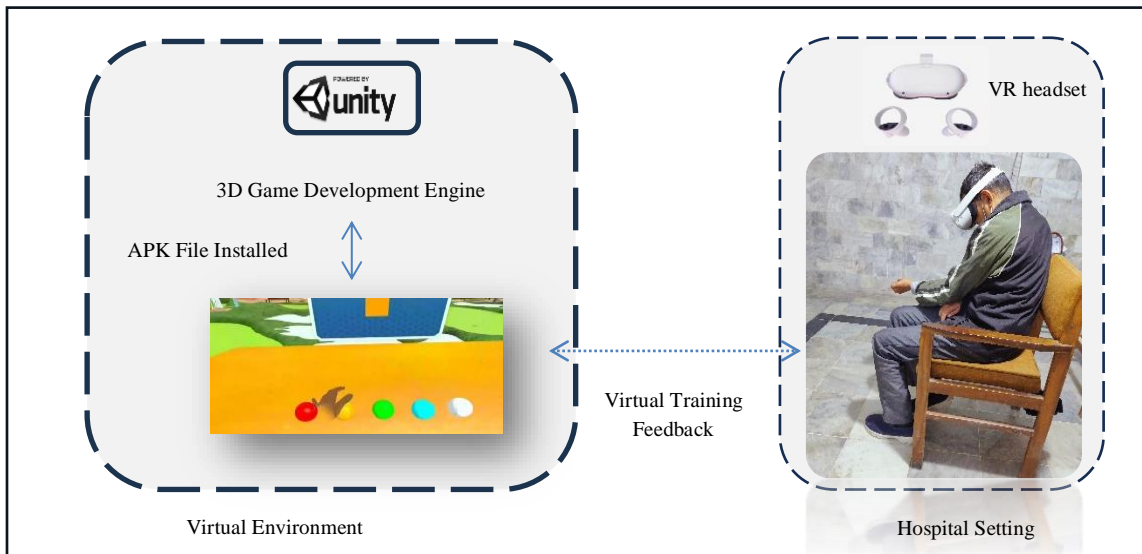 POWERED BY
unity
3D Game Development Engine
APK File Installed
Virtual Environment
Virtual Training
Feedback
VR headset
Hospital Setting